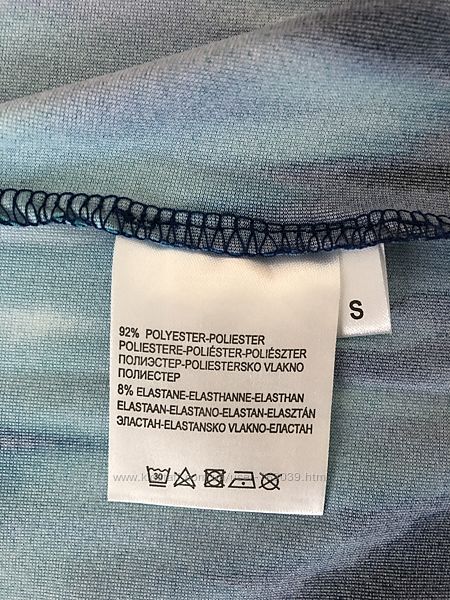 S
92% POLYESTER-POLIESTER
POLIESTERE-POLIÉSTER-POLIÉSZTER
ПОЛИЭСТЕР-POLIESTERSKO VLAKNO
ПОЛИЕСТЕР
8% ELASTANE-ELASTHANNE-ELASTHAN
ELASTAAN-ELASTANO-ELASTAN-ELASZTÁN
ЭЛАСТАН-ELASTANSKO VLAKNO-ЕЛАСТАН
30